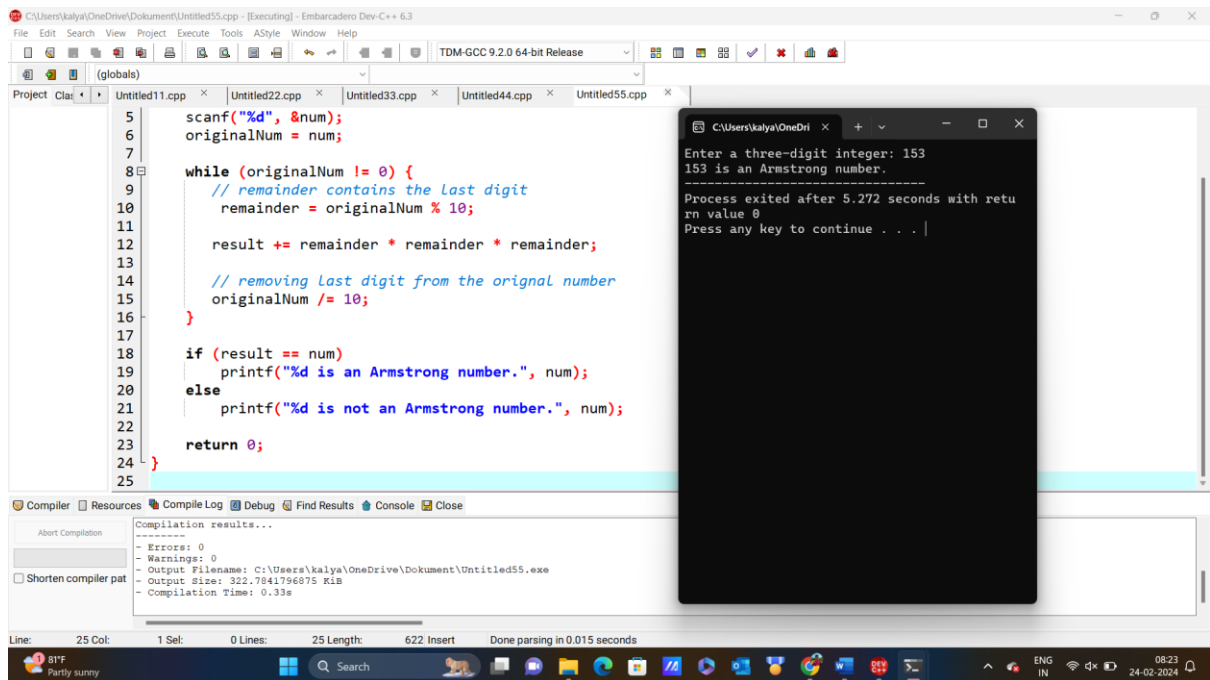 C:\Users\kalya\OneDrive\Dokument\Untitled55.cpp - [Executing] - Embarcadero Dev-C++ 6.3
File Edit Search View Project Execute Tools AStyle Window Help
TDM-GCC 9.2.0 64-bit Release
(globals)
Project Clas Untitled11.cpp Untitled22.cpp Untitled33.cpp Untitled44.cpp Untitled55.cpp
5 scanf("%d", &num);
6 originalNum = num;
7
8 while (originalNum != 0) {
9 // remainder contains the last digit
10 remainder = originalNum % 10;
11
12 result += remainder * remainder * remainder;
13
14 // removing last digit from the orignal number
15 originalNum /= 10;
16 }
17
18 if (result == num)
19 printf("%d is an Armstrong number.", num);
20 else
21 printf("%d is not an Armstrong number.", num);
22
23 return 0;
24 }
25
C:\Users\kalya\OneDri
Enter a three-digit integer: 153
153 is an Armstrong number.
--------------------------------
Process exited after 5.272 seconds with retu
rn value 0
Press any key to continue . . .
Compiler Resources Compile Log Debug Find Results Console Close
Abort Compilation
Shorten compiler pat
Compilation results...
--------
- Errors: 0
- Warnings: 0
- Output Filename: C:\Users\kalya\OneDrive\Dokument\Untitled55.exe
- Output Size: 322.7841796875 KiB
- Compilation Time: 0.33s
Line: 25 Col: 1 Sel: 0 Lines: 25 Length: 622 Insert Done parsing in 0.015 seconds
1
81°F
Partly sunny
Search
ENG
IN
08:23
24-02-2024